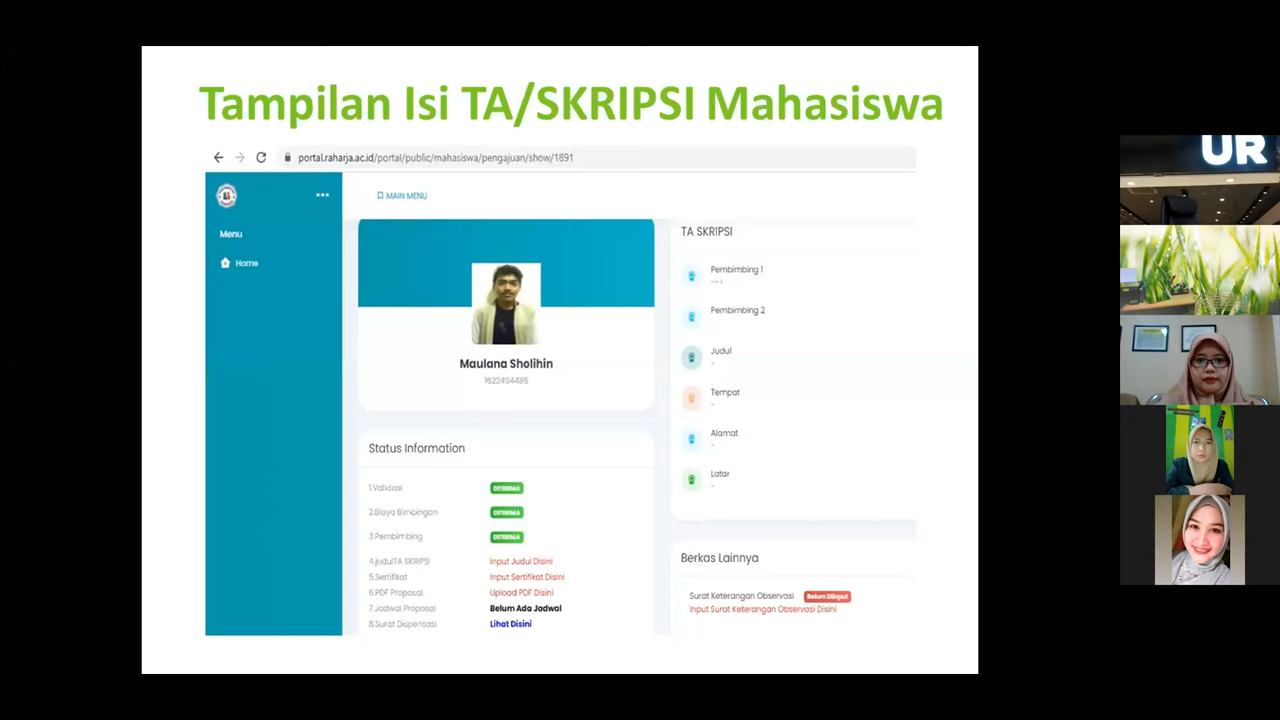 Tampilan Isi TA/SKRIPSI Mahasiswa
portal.raharja.ac.id/portal/public/mahasiswa/pengajuan/show/1891
MAIN MENU
Menu
Home
Maulana Sholihin
1622494486
Status Information
1.Validasi DITERIMA
2.Biaya Bimbingan DITERIMA
3.Pembimbing DITERIMA
4.judulTA SKRIPSI Input Judul Disini
5.Sertifikat Input Sertifikat Disini
6.PDF Proposal Upload PDF Disini
7.Jadwal Proposal Belum Ada Jadwal
8.Surat Dispensasi Lihat Disini
TA SKRIPSI
Pembimbing 1
Pembimbing 2
Judul
-
Tempat
-
Alamat
-
Latar
-
Berkas Lainnya
Surat Keterangan Observasi Belum Diinput
Input Surat Keterangan Observasi Disini
UR